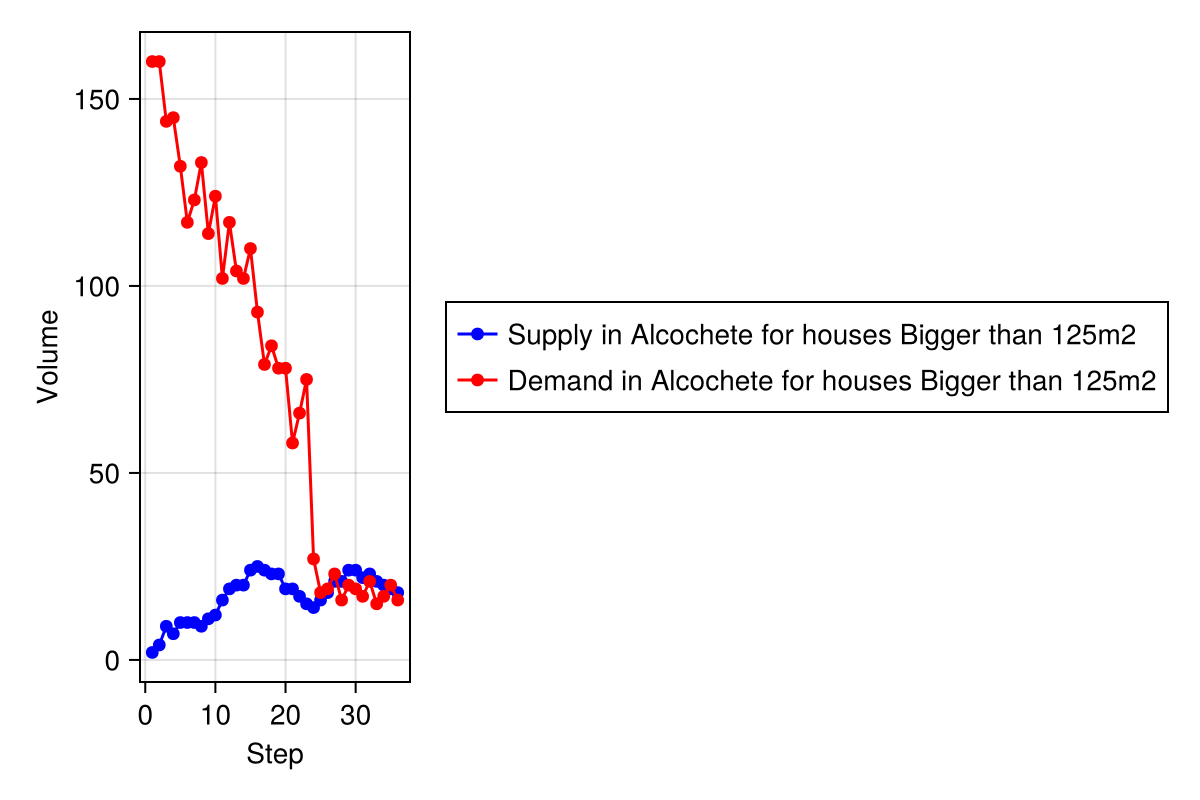 Volume
150
100
50
0
0 10 20 30
Step
Supply in Alcochete for houses Bigger than 125m2
Demand in Alcochete for houses Bigger than 125m2